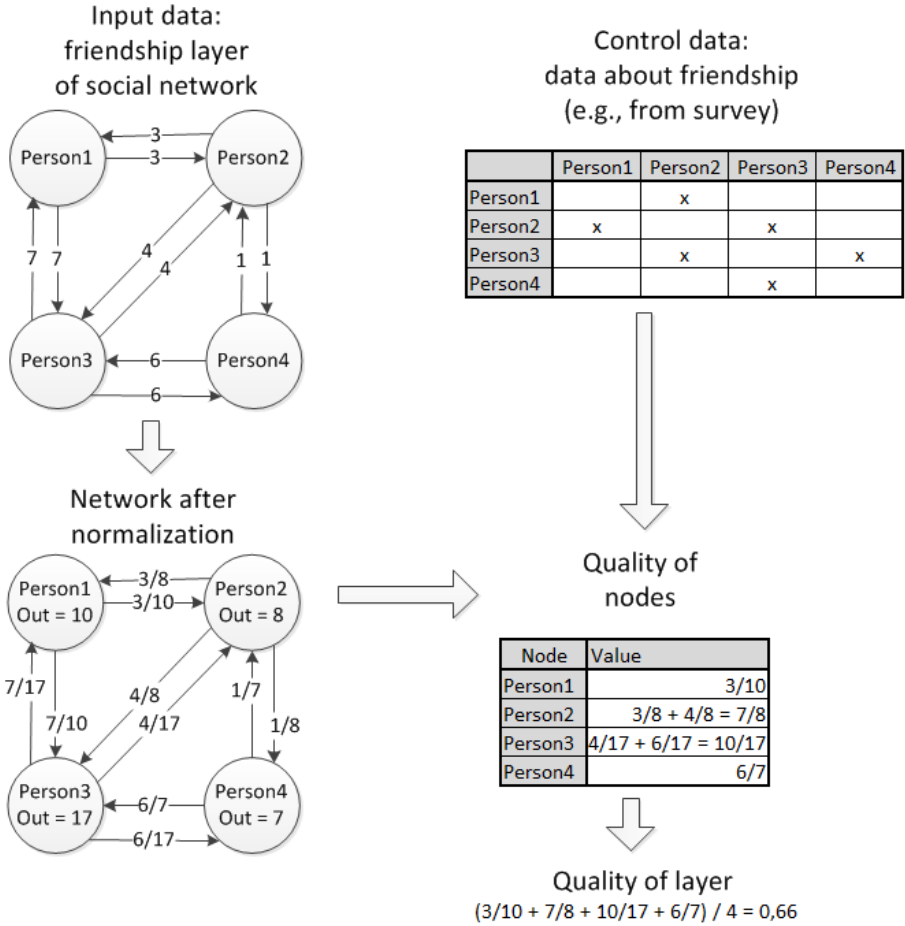 Input data:
friendship layer
of social network
3
Person1
3
Person2
7
7
4
4
1
1
Person3
6
Person4
6
Control data:
data about friendship
(e.g., from survey)
Person1 Person2 Person3 Person4
Person1 x
Person2 x x
Person3 x x
Person4 x
Network after
normalization
3/8
Person1
Out = 10
3/10
Person2
Out = 8
7/17
7/10
4/8
4/17
1/7
1/8
Person3
Out = 17
6/7
Person4
Out = 7
6/17
Quality of
nodes
Node Value
Person1 3/10
Person2 3/8 + 4/8 = 7/8
Person3 4/17 + 6/17 = 10/17
Person4 6/7
Quality of layer
(3/10 + 7/8 + 10/17 + 6/7) / 4 = 0,66